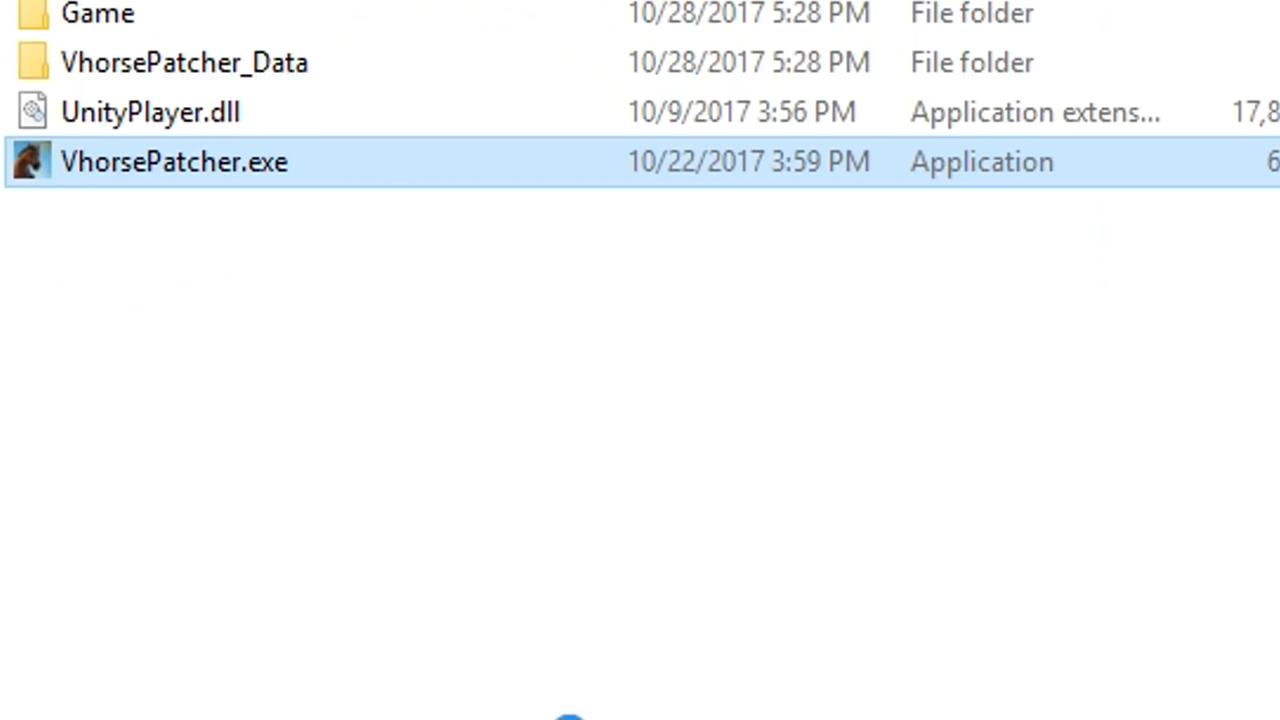 Game 10/28/2017 5:28 PM File folder
VhorsePatcher_Data 10/28/2017 5:28 PM File folder
UnityPlayer.dll 10/9/2017 3:56 PM Application extens... 17,8
VhorsePatcher.exe 10/22/2017 3:59 PM Application 6